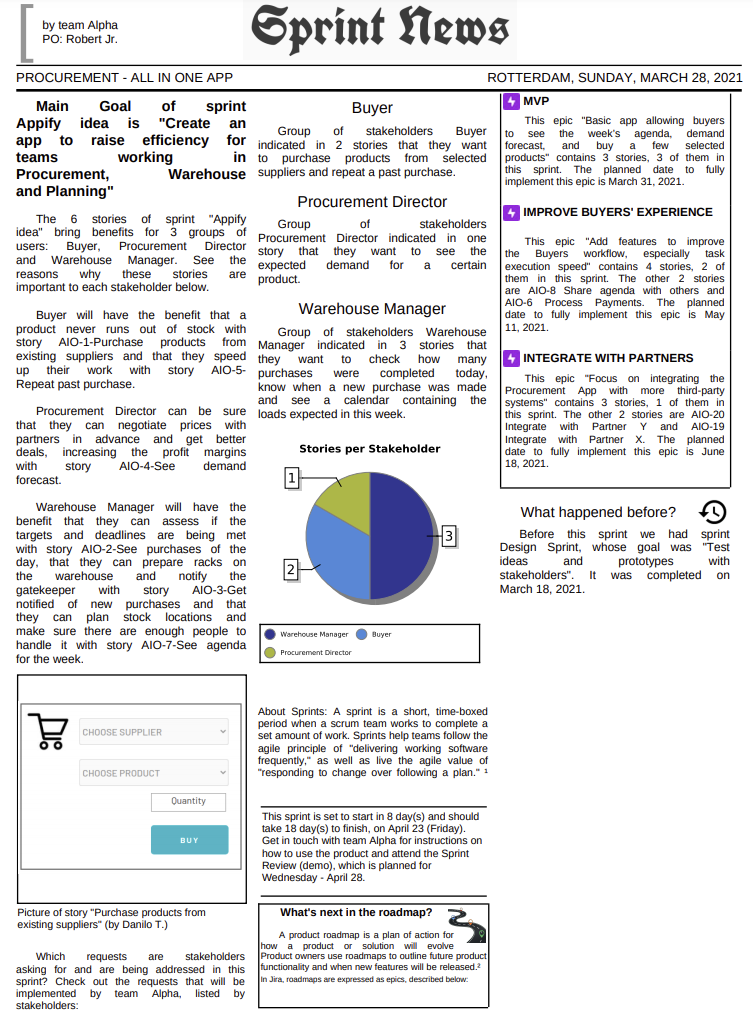 by team Alpha
PO: Robert Jr.
Sprint News
PROCUREMENT - ALL IN ONE APP
ROTTERDAM, SUNDAY, MARCH 28, 2021
Main Goal of sprint
Appify idea is "Create an
app to raise efficiency for
teams working in
Procurement, Warehouse
and Planning"
The 6 stories of sprint "Appify
idea" bring benefits for 3 groups of
users: Buyer, Procurement Director
and Warehouse Manager. See the
reasons why these stories are
important to each stakeholder below.
Buyer will have the benefit that a
product never runs out of stock with
story AIO-1-Purchase products from
existing suppliers and that they speed
up their work with story AIO-5-
Repeat past purchase.
Procurement Director can be sure
that they can negotiate prices with
partners in advance and get better
deals, increasing the profit margins
with story AIO-4-See demand
forecast.
Warehouse Manager will have the
benefit that they can assess if the
targets and deadlines are being met
with story AIO-2-See purchases of the
day, that they can prepare racks on
the warehouse and notify the
gatekeeper with story AIO-3-Get
notified of new purchases and that
they can plan stock locations and
make sure there are enough people to
handle it with story AIO-7-See agenda
for the week.
CHOOSE SUPPLIER
CHOOSE PRODUCT
Quantity
BUY
Picture of story "Purchase products from
existing suppliers" (by Danilo T.)
Which requests are stakeholders
asking for and are being addressed in this
sprint? Check out the requests that will be
implemented by team Alpha, listed by
stakeholders:
Buyer
Group of stakeholders Buyer
indicated in 2 stories that they want
to purchase products from selected
suppliers and repeat a past purchase.
Procurement Director
Group of stakeholders
Procurement Director indicated in one
story that they want to see the
expected demand for a certain
product.
Warehouse Manager
Group of stakeholders Warehouse
Manager indicated in 3 stories that
they want to check how many
purchases were completed today,
know when a new purchase was made
and see a calendar containing the
loads expected in this week.
Stories per Stakeholder
1
3
2
Warehouse Manager
Buyer
Procurement Director
About Sprints: A sprint is a short, time-boxed
period when a scrum team works to complete a
set amount of work. Sprints help teams follow the
agile principle of "delivering working software
frequently," as well as live the agile value of
"responding to change over following a plan." ¹
This sprint is set to start in 8 day(s) and should
take 18 day(s) to finish, on April 23 (Friday).
Get in touch with team Alpha for instructions on
how to use the product and attend the Sprint
Review (demo), which is planned for
Wednesday - April 28.
What's next in the roadmap?
A product roadmap is a plan of action for
how a product or solution will evolve
Product owners use roadmaps to outline future product
functionality and when new features will be released.²
In Jira, roadmaps are expressed as epics, described below:
MVP
This epic "Basic app allowing buyers
to see the week's agenda, demand
forecast, and buy a few selected
products" contains 3 stories, 3 of them in
this sprint. The planned date to fully
implement this epic is March 31, 2021.
IMPROVE BUYERS' EXPERIENCE
This epic "Add features to improve
the Buyers workflow, especially task
execution speed" contains 4 stories, 2 of
them in this sprint. The other 2 stories
are AIO-8 Share agenda with others and
AIO-6 Process Payments. The planned
date to fully implement this epic is May
11, 2021.
INTEGRATE WITH PARTNERS
This epic "Focus on integrating the
Procurement App with more third-party
systems" contains 3 stories, 1 of them in
this sprint. The other 2 stories are AIO-20
Integrate with Partner Y and AIO-19
Integrate with Partner X. The planned
date to fully implement this epic is June
18, 2021.
What happened before?
Before this sprint we had sprint
Design Sprint, whose goal was "Test
ideas and prototypes with
stakeholders". It was completed on
March 18, 2021.